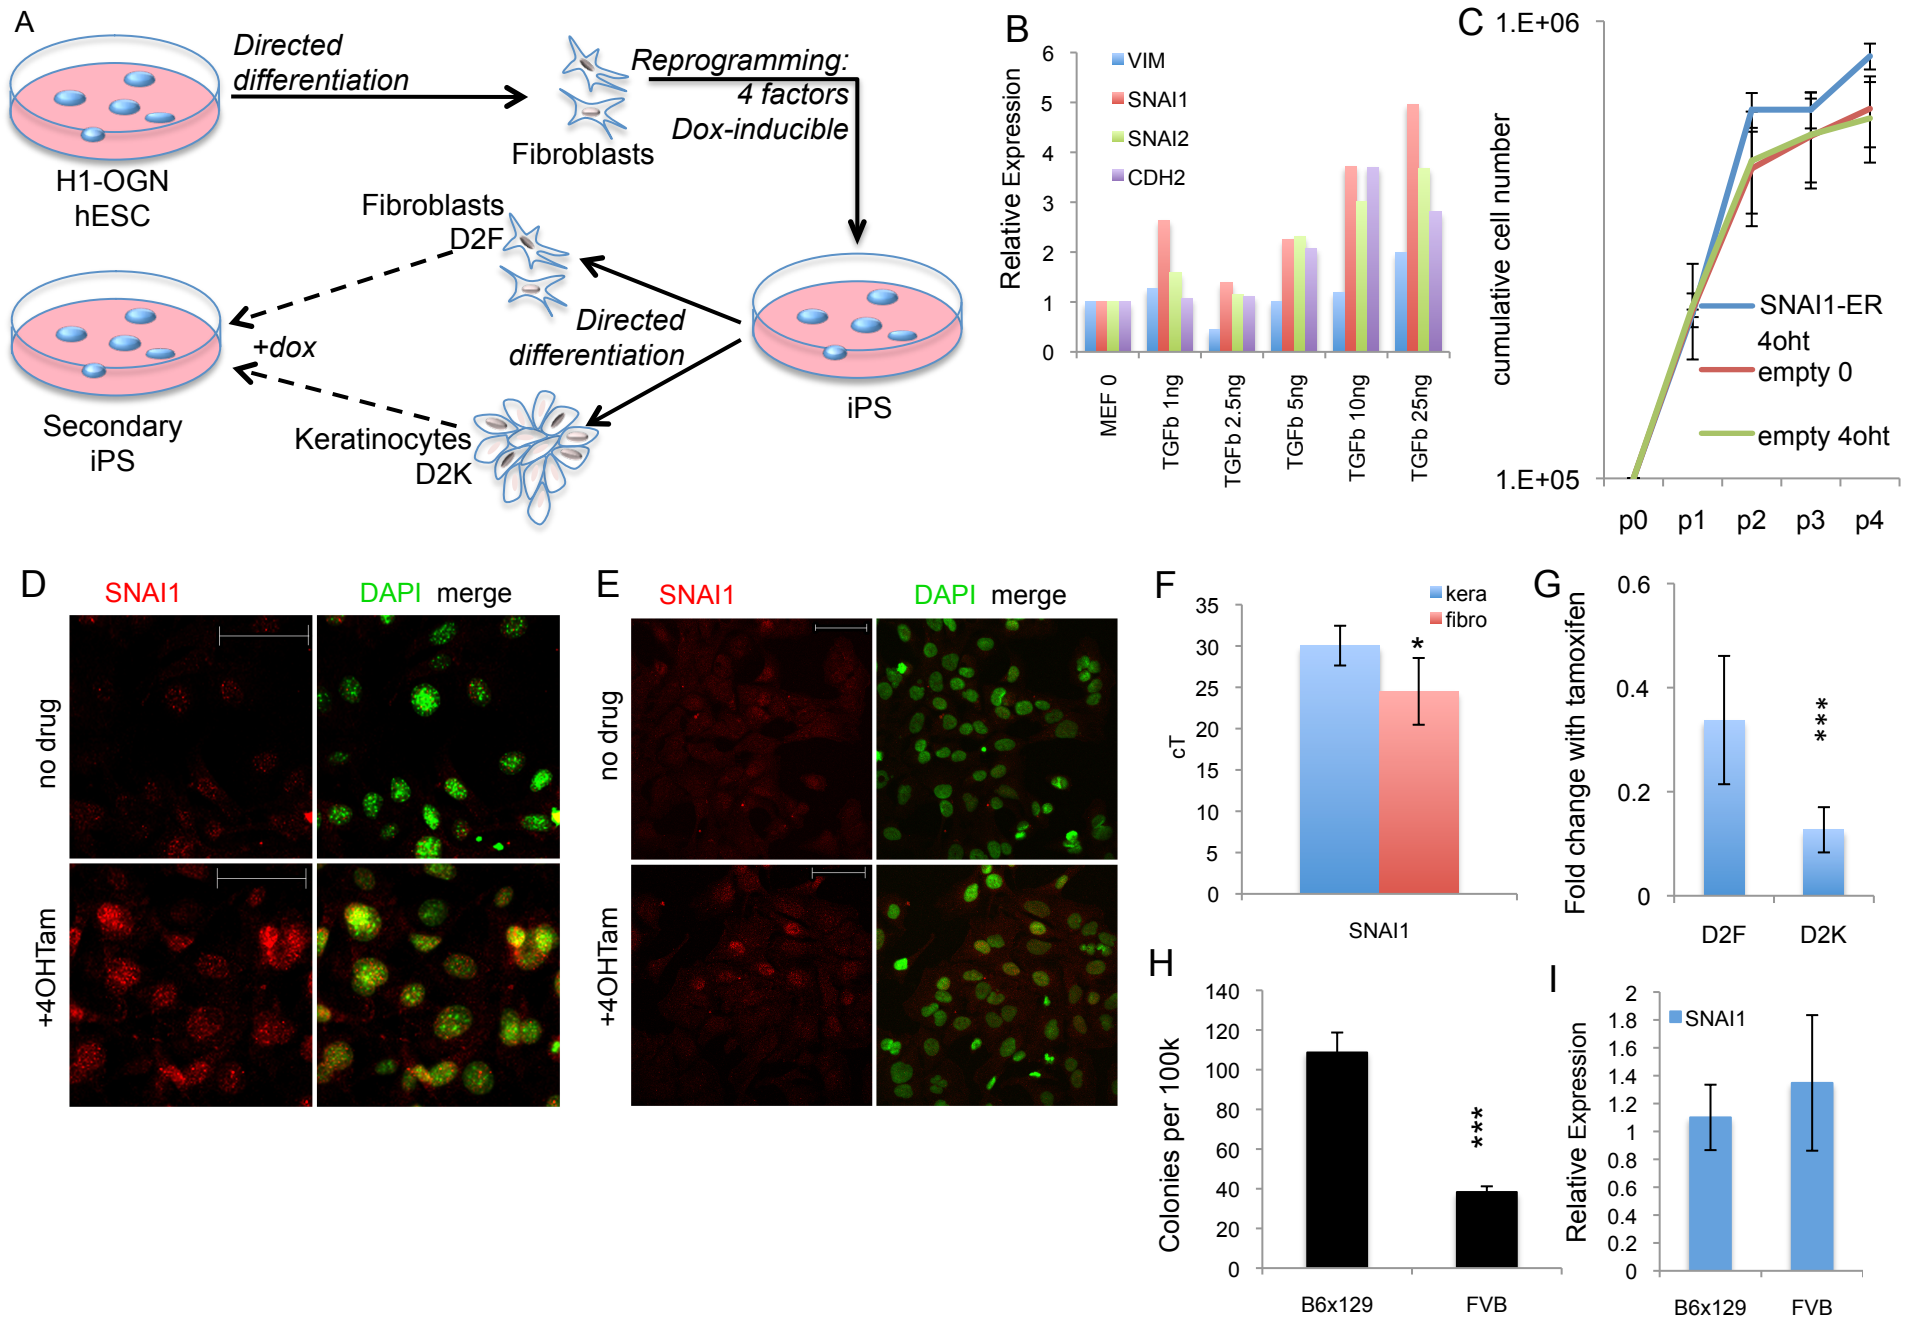 A
Directed
differentiation
Reprogramming:
4 factors
Dox-inducible
Fibroblasts
H1-OGN
hESC
Fibroblasts
D2F
+dox
Directed
differentiation
iPS
Secondary
iPS
Keratinocytes
D2K
B
Relative Expression
6
5
4
3
2
1
0
VIM
SNAI1
SNAI2
CDH2
MEF 0
TGFb 1ng
TGFb 2.5ng
TGFb 5ng
TGFb 10ng
TGFb 25ng
C
cumulative cell number
1.E+06
1.E+05
SNAI1-ER
4oht
empty 0
empty 4oht
p0
p1
p2
p3
p4
D
SNAI1
DAPI merge
no drug
+4OHTam
E
SNAI1
DAPI merge
no drug
+4OHTam
F
cT
35
30
25
20
15
10
5
0
kera
fibro
*
SNAI1
G
Fold change with tamoxifen
0.6
0.4
0.2
0
***
D2F
D2K
H
Colonies per 100k
140
120
100
80
60
40
20
0
***
B6x129
FVB
I
Relative Expression
2
1.8
1.6
1.4
1.2
1
0.8
0.6
0.4
0.2
0
SNAI1
B6x129
FVB